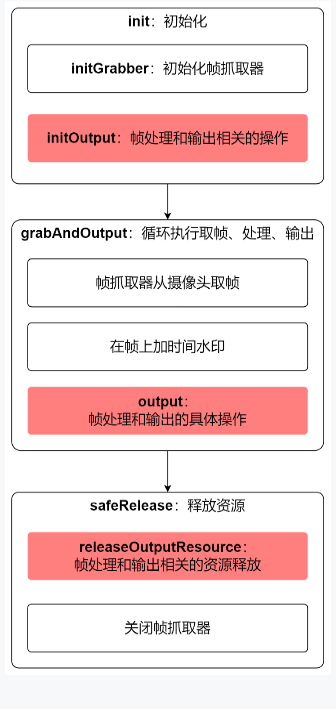 init：初始化
initGrabber：初始化帧抓取器
initOutput：帧处理和输出相关的操作
grabAndOutput：循环执行取帧、处理、输出
帧抓取器从摄像头取帧
在帧上加时间水印
output：
帧处理和输出的具体操作
safeRelease：释放资源
releaseOutputResource：
帧处理和输出相关的资源释放
关闭帧抓取器